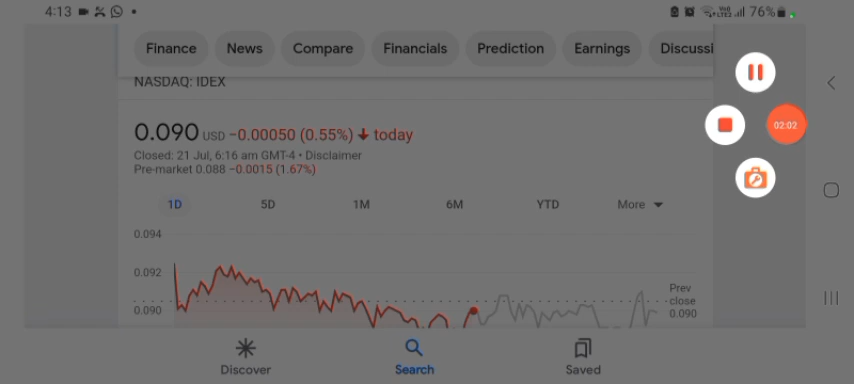 4:13 76%
Finance News Compare Financials Prediction Earnings Discussi
NASDAQ: IDEX
0.090 USD −0.00050 (0.55%) today
Closed: 21 Jul, 6:16 am GMT-4 • Disclaimer
Pre-market 0.088 −0.0015 (1.67%)
02:02
1D 5D 1M 6M YTD More
0.094
0.092
0.090
Prev
close
0.090
Discover Search Saved